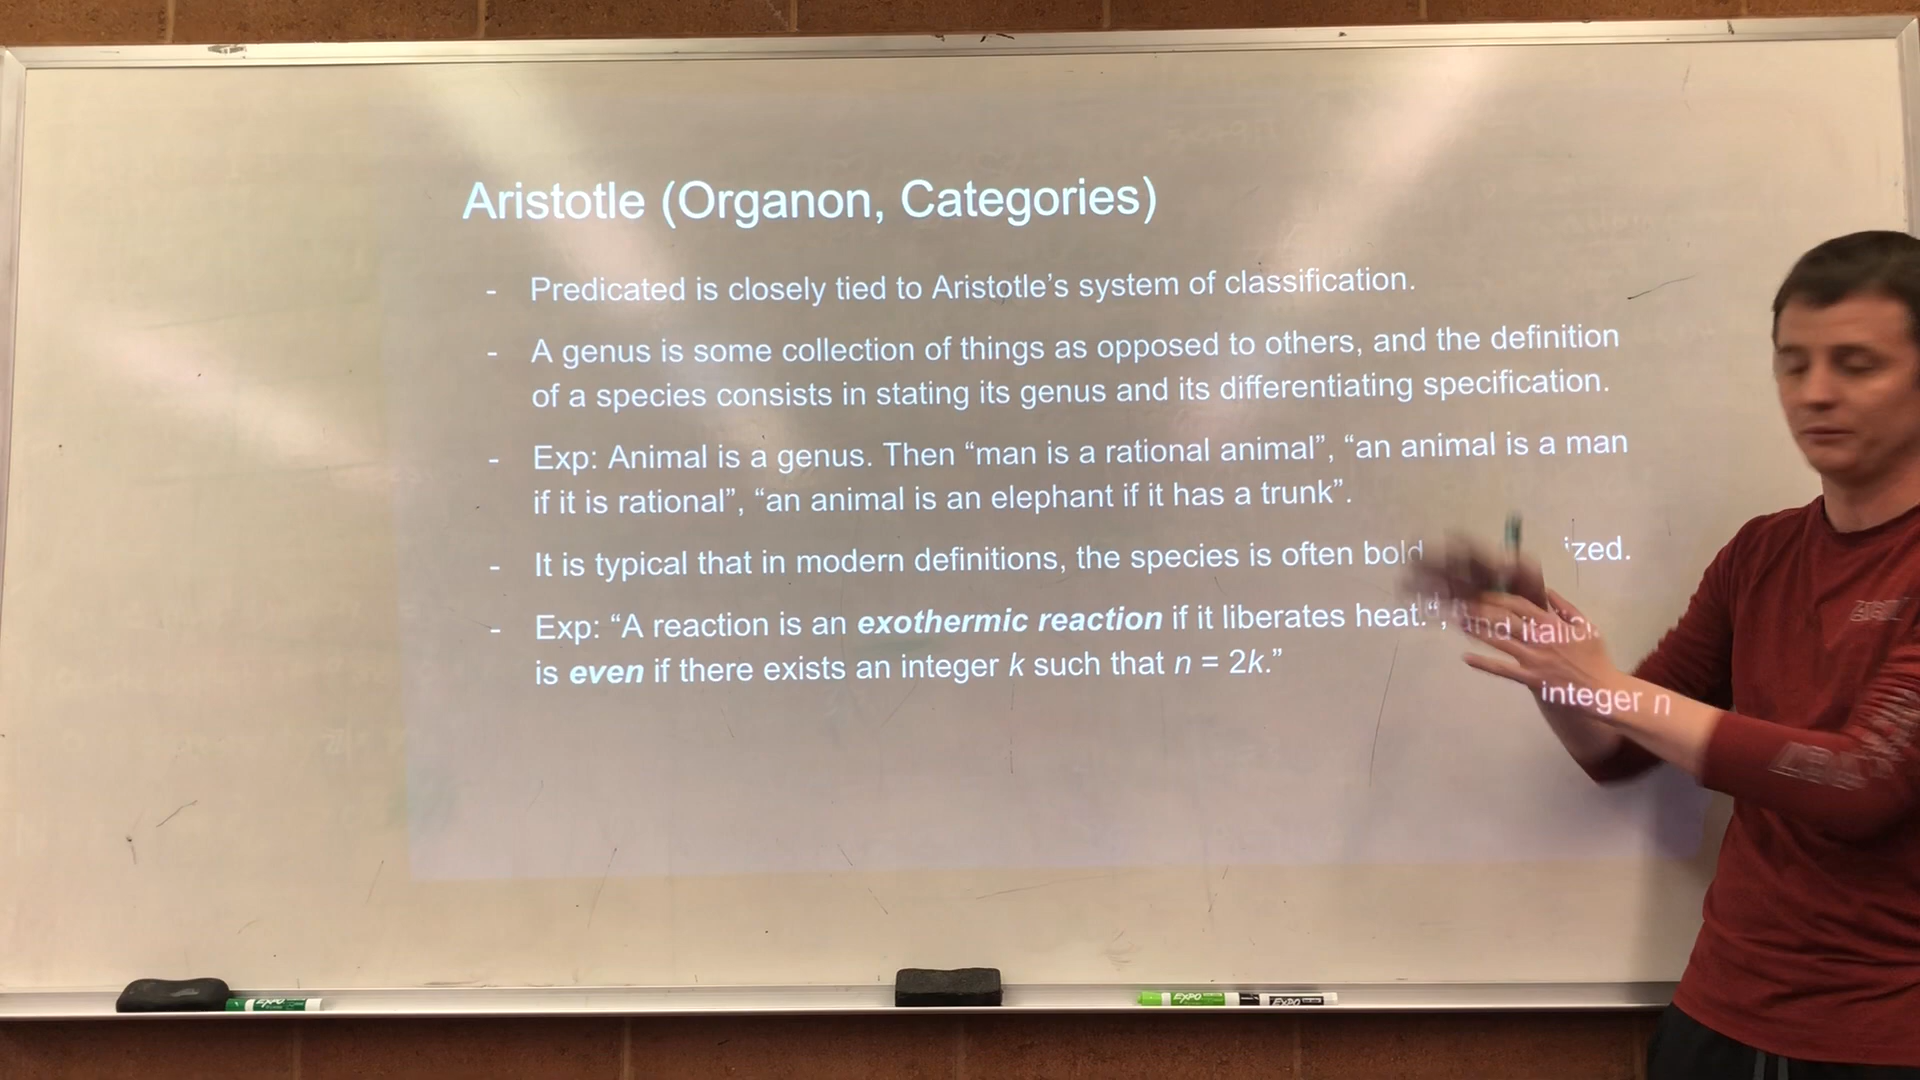 Aristotle (Organon, Categories)
- Predicated is closely tied to Aristotle’s system of classification.
- A genus is some collection of things as opposed to others, and the definition
of a species consists in stating its genus and its differentiating specification.
- Exp: Animal is a genus. Then “man is a rational animal”, “an animal is a man
if it is rational”, “an animal is an elephant if it has a trunk”.
- It is typical that in modern definitions, the species is often bold and italicized.
- Exp: “A reaction is an exothermic reaction if it liberates heat.“, integer n
is even if there exists an integer k such that n = 2k.”
EXPO
EXPO
EXPO